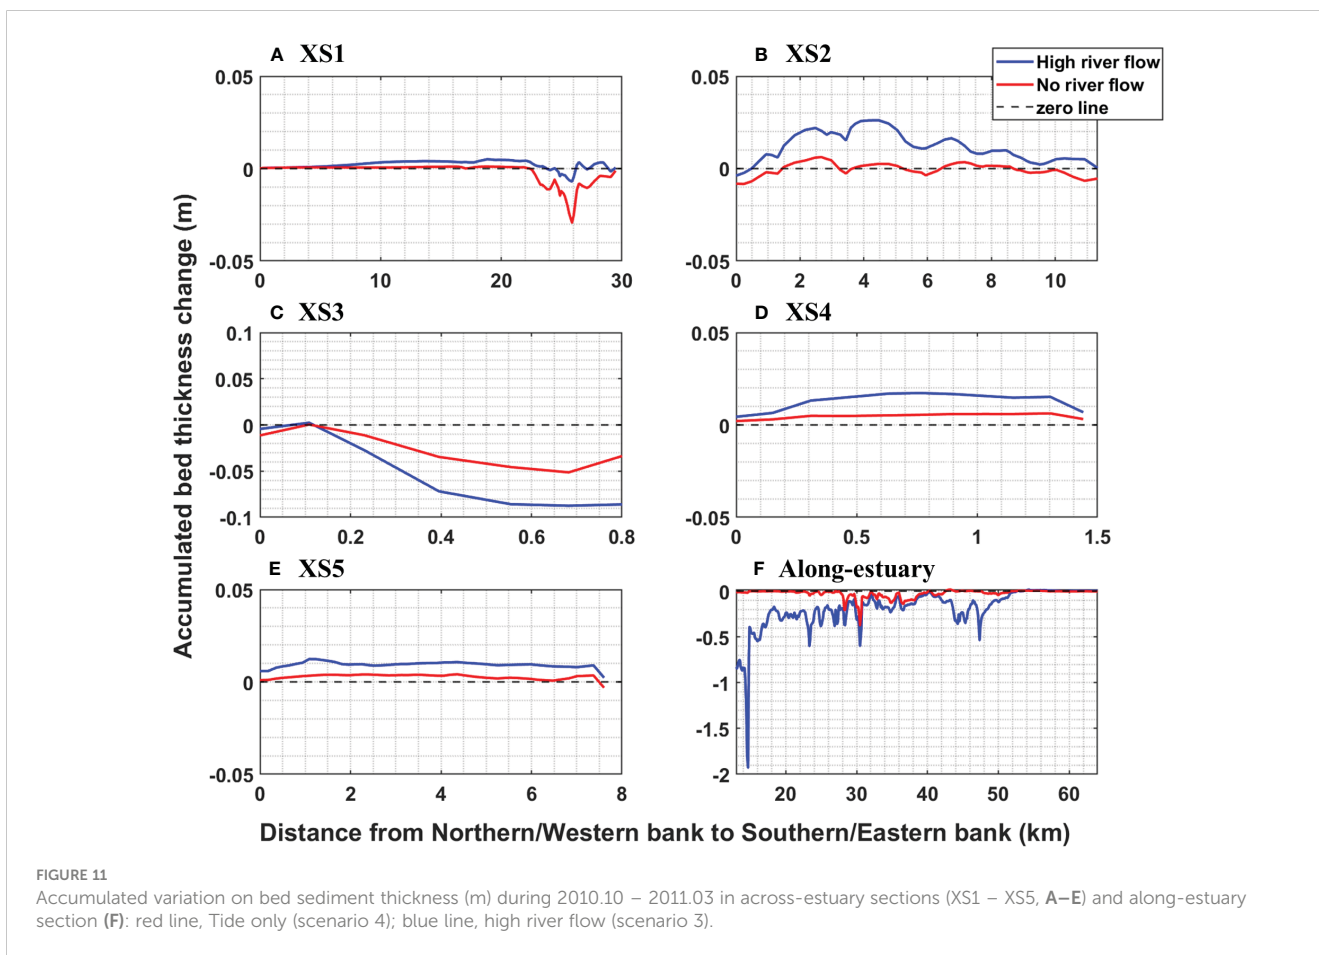 A XS1
0.05
0
-0.05
0 10 20 30
B XS2
High river flow
No river flow
zero line
0.05
0
-0.05
0 2 4 6 8 10
Accumulated bed thickness change (m)
C XS3
0.1
0.05
0
-0.05
-0.1
0 0.2 0.4 0.6 0.8
D XS4
0.05
0
-0.05
0 0.5 1 1.5
E XS5
0.05
0
-0.05
0 2 4 6 8
F Along-estuary
0
-0.5
-1
-1.5
-2
20 30 40 50 60
Distance from Northern/Western bank to Southern/Eastern bank (km)
FIGURE 11
Accumulated variation on bed sediment thickness (m) during 2010.10 – 2011.03 in across-estuary sections (XS1 – XS5, A–E) and along-estuary
section (F): red line, Tide only (scenario 4); blue line, high river flow (scenario 3).